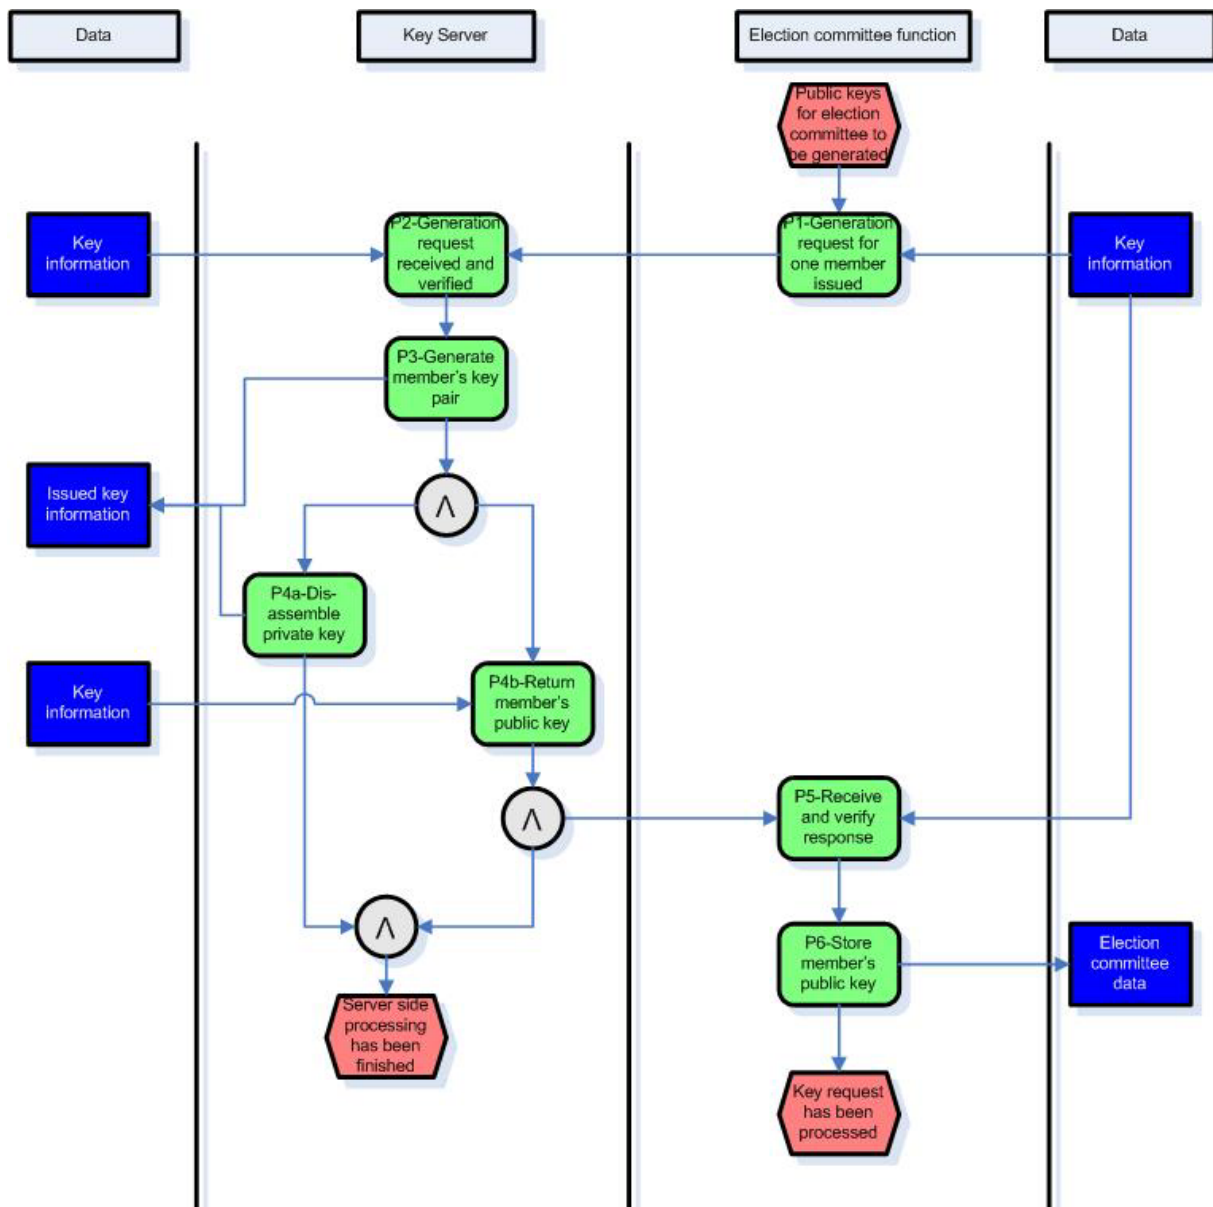 Data
Key Server
Election committee function
Data
Public keys
for election
committee to
be generated
Key
information
P2-Generation
request
received and
verified
P1-Generation
request for
one member
issued
Key
information
P3-Generate
member's key
pair
Issued key
information
Λ
P4a-Dis-
assemble
private key
Key
information
P4b-Return
member's
public key
Λ
P5-Receive
and verify
response
Λ
P6-Store
member's
public key
Election
committee
data
Server side
processing
has been
finished
Key request
has been
processed